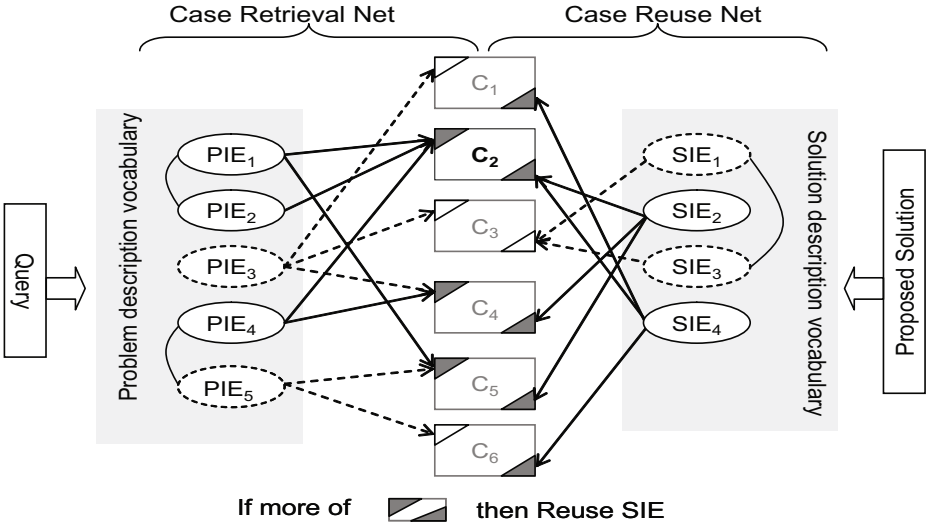 Case Retrieval Net
Case Reuse Net
Query
Problem description vocabulary
PIE1
PIE2
PIE3
PIE4
PIE5
C1
C2
C3
C4
C5
C6
SIE1
SIE2
SIE3
SIE4
Solution description vocabulary
Proposed Solution
If more of then Reuse SIE